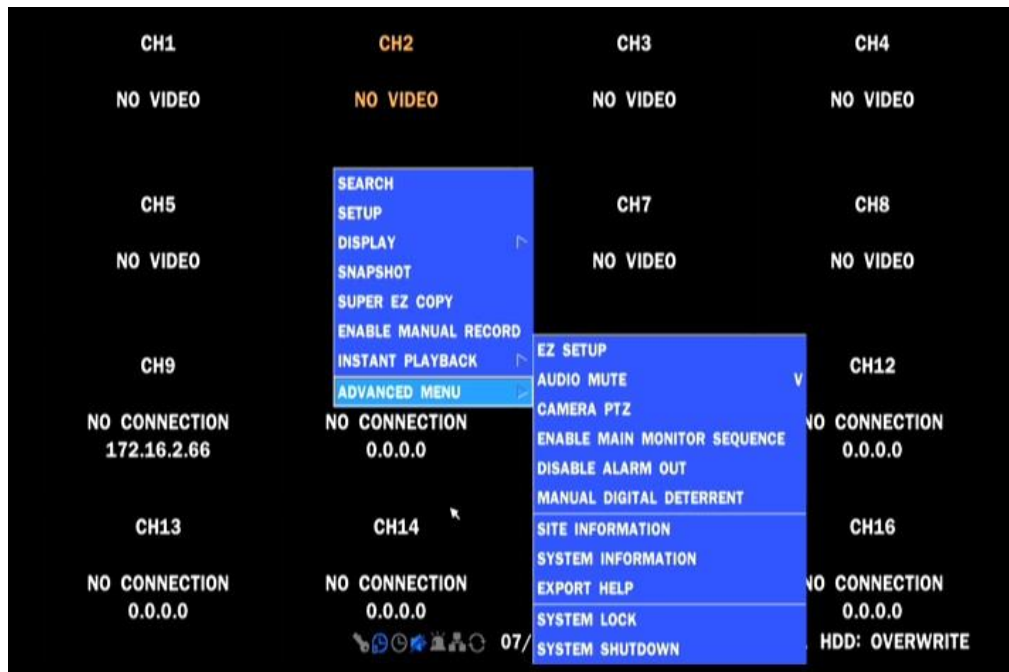 CH1
CH2
CH3
CH4
NO VIDEO
NO VIDEO
NO VIDEO
NO VIDEO
CH5
CH7
CH8
NO VIDEO
NO VIDEO
NO VIDEO
SEARCH
SETUP
DISPLAY
SNAPSHOT
SUPER EZ COPY
ENABLE MANUAL RECORD
INSTANT PLAYBACK
ADVANCED MENU
EZ SETUP
AUDIO MUTE V
CAMERA PTZ
ENABLE MAIN MONITOR SEQUENCE
DISABLE ALARM OUT
MANUAL DIGITAL DETERRENT
SITE INFORMATION
SYSTEM INFORMATION
EXPORT HELP
SYSTEM LOCK
SYSTEM SHUTDOWN
CH9
CH12
NO CONNECTION
NO CONNECTION
NO CONNECTION
172.16.2.66
0.0.0.0
0.0.0.0
CH13
CH14
CH16
NO CONNECTION
NO CONNECTION
NO CONNECTION
0.0.0.0
0.0.0.0
0.0.0.0
07/
HDD: OVERWRITE